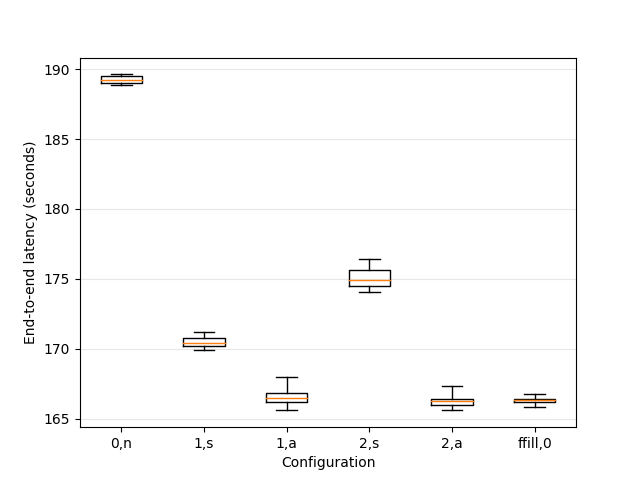 End-to-end latency (seconds)
190
185
180
175
170
165
0,n 1,s 1,a 2,s 2,a ffill,0
Configuration